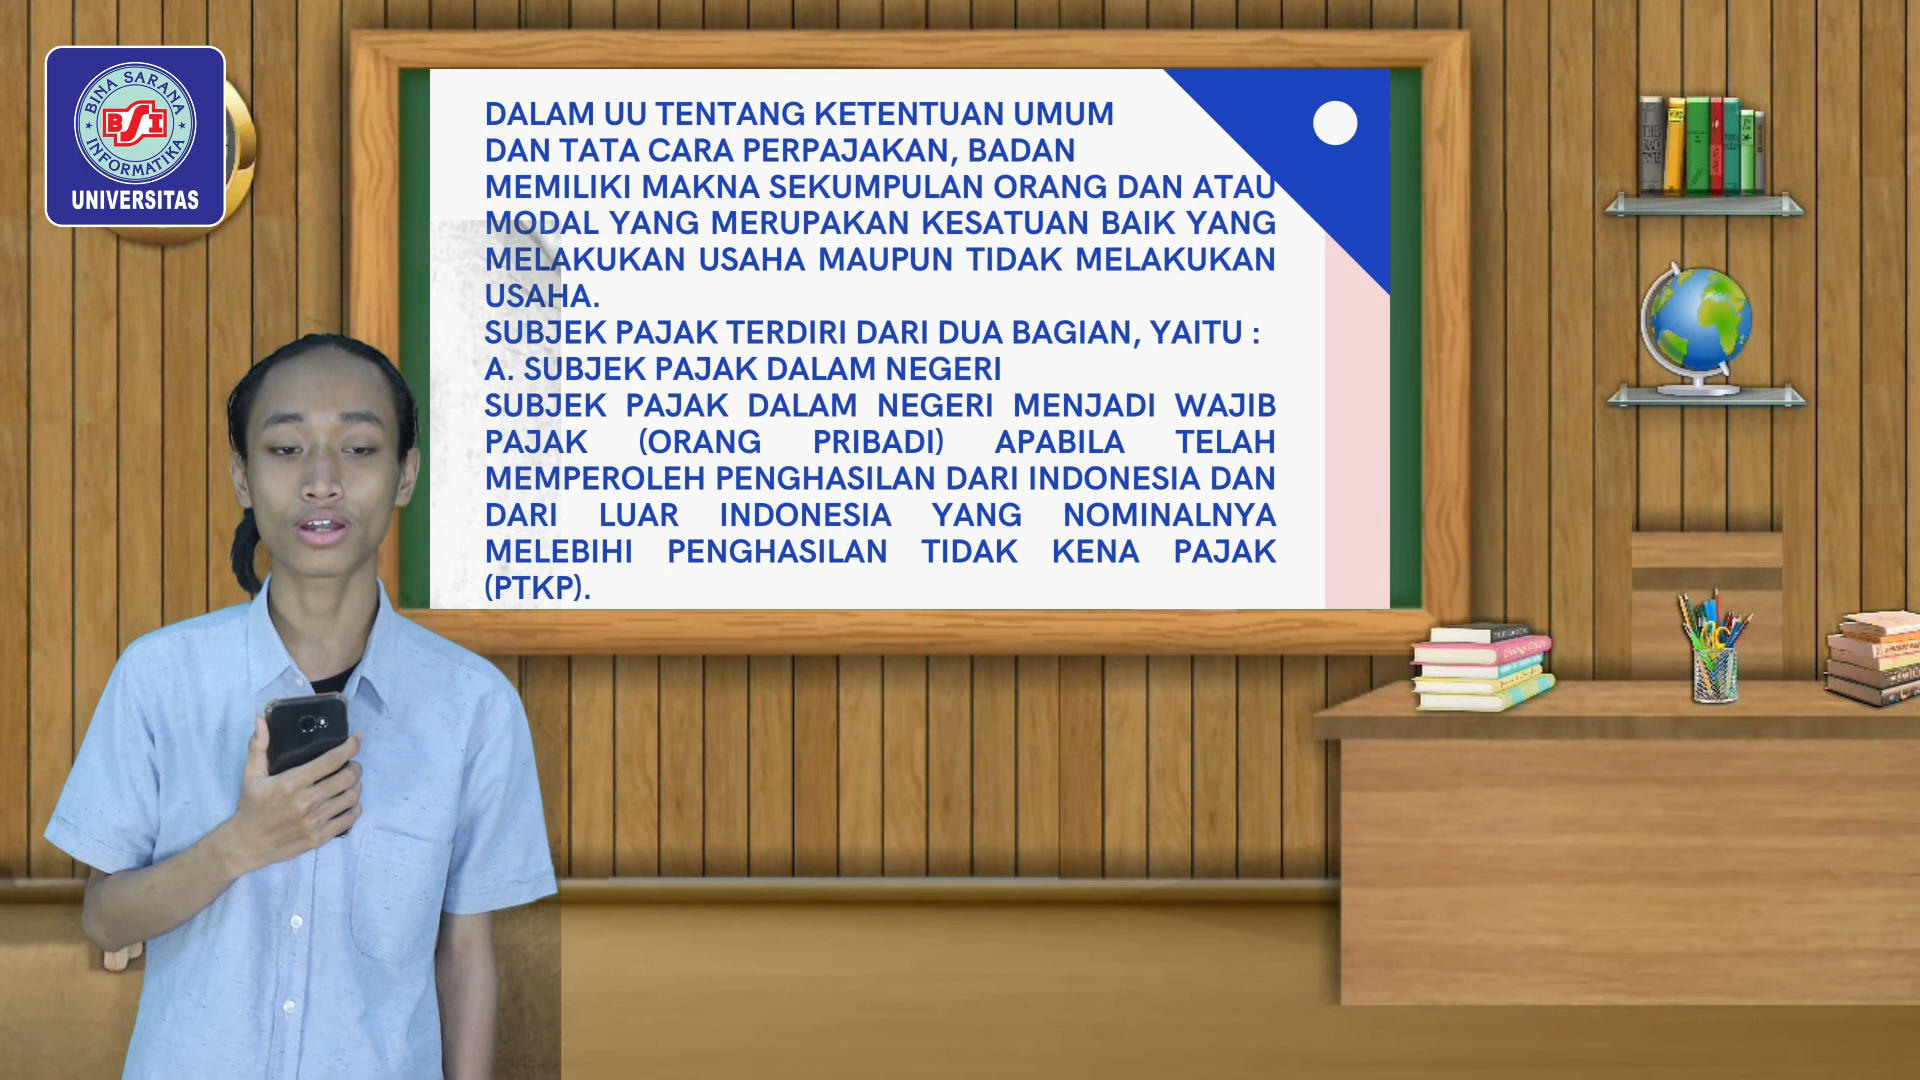 BINA SARANA
BSI
INFORMATIKA
UNIVERSITAS
DALAM UU TENTANG KETENTUAN UMUM
DAN TATA CARA PERPAJAKAN, BADAN
MEMILIKI MAKNA SEKUMPULAN ORANG DAN ATAU
MODAL YANG MERUPAKAN KESATUAN BAIK YANG
MELAKUKAN USAHA MAUPUN TIDAK MELAKUKAN
USAHA.
SUBJEK PAJAK TERDIRI DARI DUA BAGIAN, YAITU :
A. SUBJEK PAJAK DALAM NEGERI
SUBJEK PAJAK DALAM NEGERI MENJADI WAJIB
PAJAK (ORANG PRIBADI) APABILA TELAH
MEMPEROLEH PENGHASILAN DARI INDONESIA DAN
DARI LUAR INDONESIA YANG NOMINALNYA
MELEBIHI PENGHASILAN TIDAK KENA PAJAK
(PTKP).